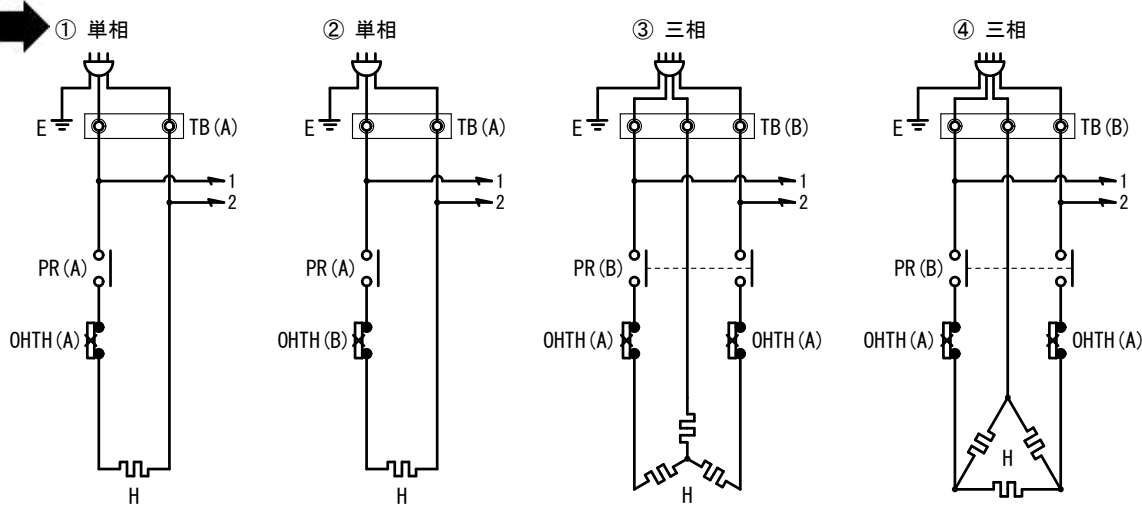 ① 単相
② 単相
③ 三相
④ 三相
E
TB(A)
E
TB(A)
E
TB(B)
E
TB(B)
1
2
1
2
1
2
1
2
PR(A)
PR(A)
PR(B)
PR(B)
OHTH(A)
OHTH(B)
OHTH(A)
OHTH(A)
OHTH(A)
OHTH(A)
H
H
H
H